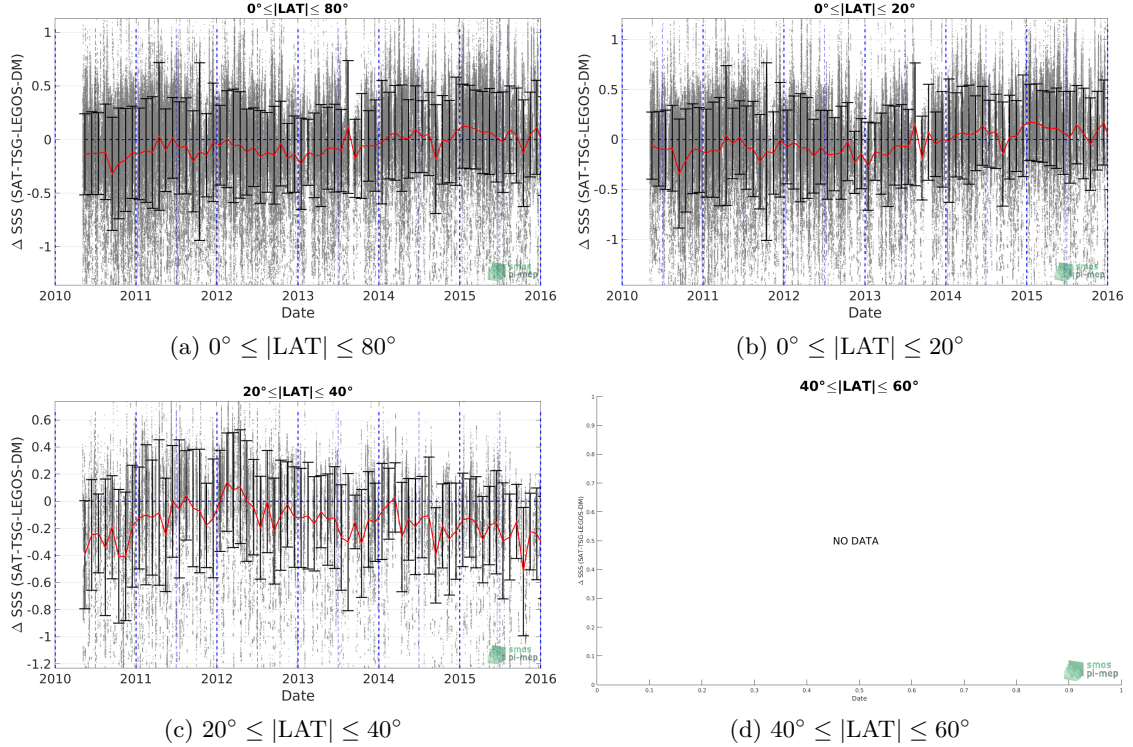 0°≤|LAT|≤ 80°
Δ SSS (SAT-TSG-LEGOS-DM)
1
0.5
0
-0.5
-1
2010 2011 2012 2013 2014 2015 2016
Date
smos
pi-mep
(a) 0° ≤ |LAT| ≤ 80°
0°≤|LAT|≤ 20°
Δ SSS (SAT-TSG-LEGOS-DM)
1
0.5
0
-0.5
-1
2010 2011 2012 2013 2014 2015 2016
Date
smos
pi-mep
(b) 0° ≤ |LAT| ≤ 20°
20°≤|LAT|≤ 40°
Δ SSS (SAT-TSG-LEGOS-DM)
0.6
0.4
0.2
0
-0.2
-0.4
-0.6
-0.8
-1
-1.2
2010 2011 2012 2013 2014 2015 2016
Date
smos
pi-mep
(c) 20° ≤ |LAT| ≤ 40°
40°≤|LAT|≤ 60°
Δ SSS (SAT-TSG-LEGOS-DM)
1
0.9
0.8
0.7
0.6
0.5
0.4
0.3
0.2
0.1
0
NO DATA
0 0.1 0.2 0.3 0.4 0.5 0.6 0.7 0.8 0.9 1
Date
smos
pi-mep
(d) 40° ≤ |LAT| ≤ 60°